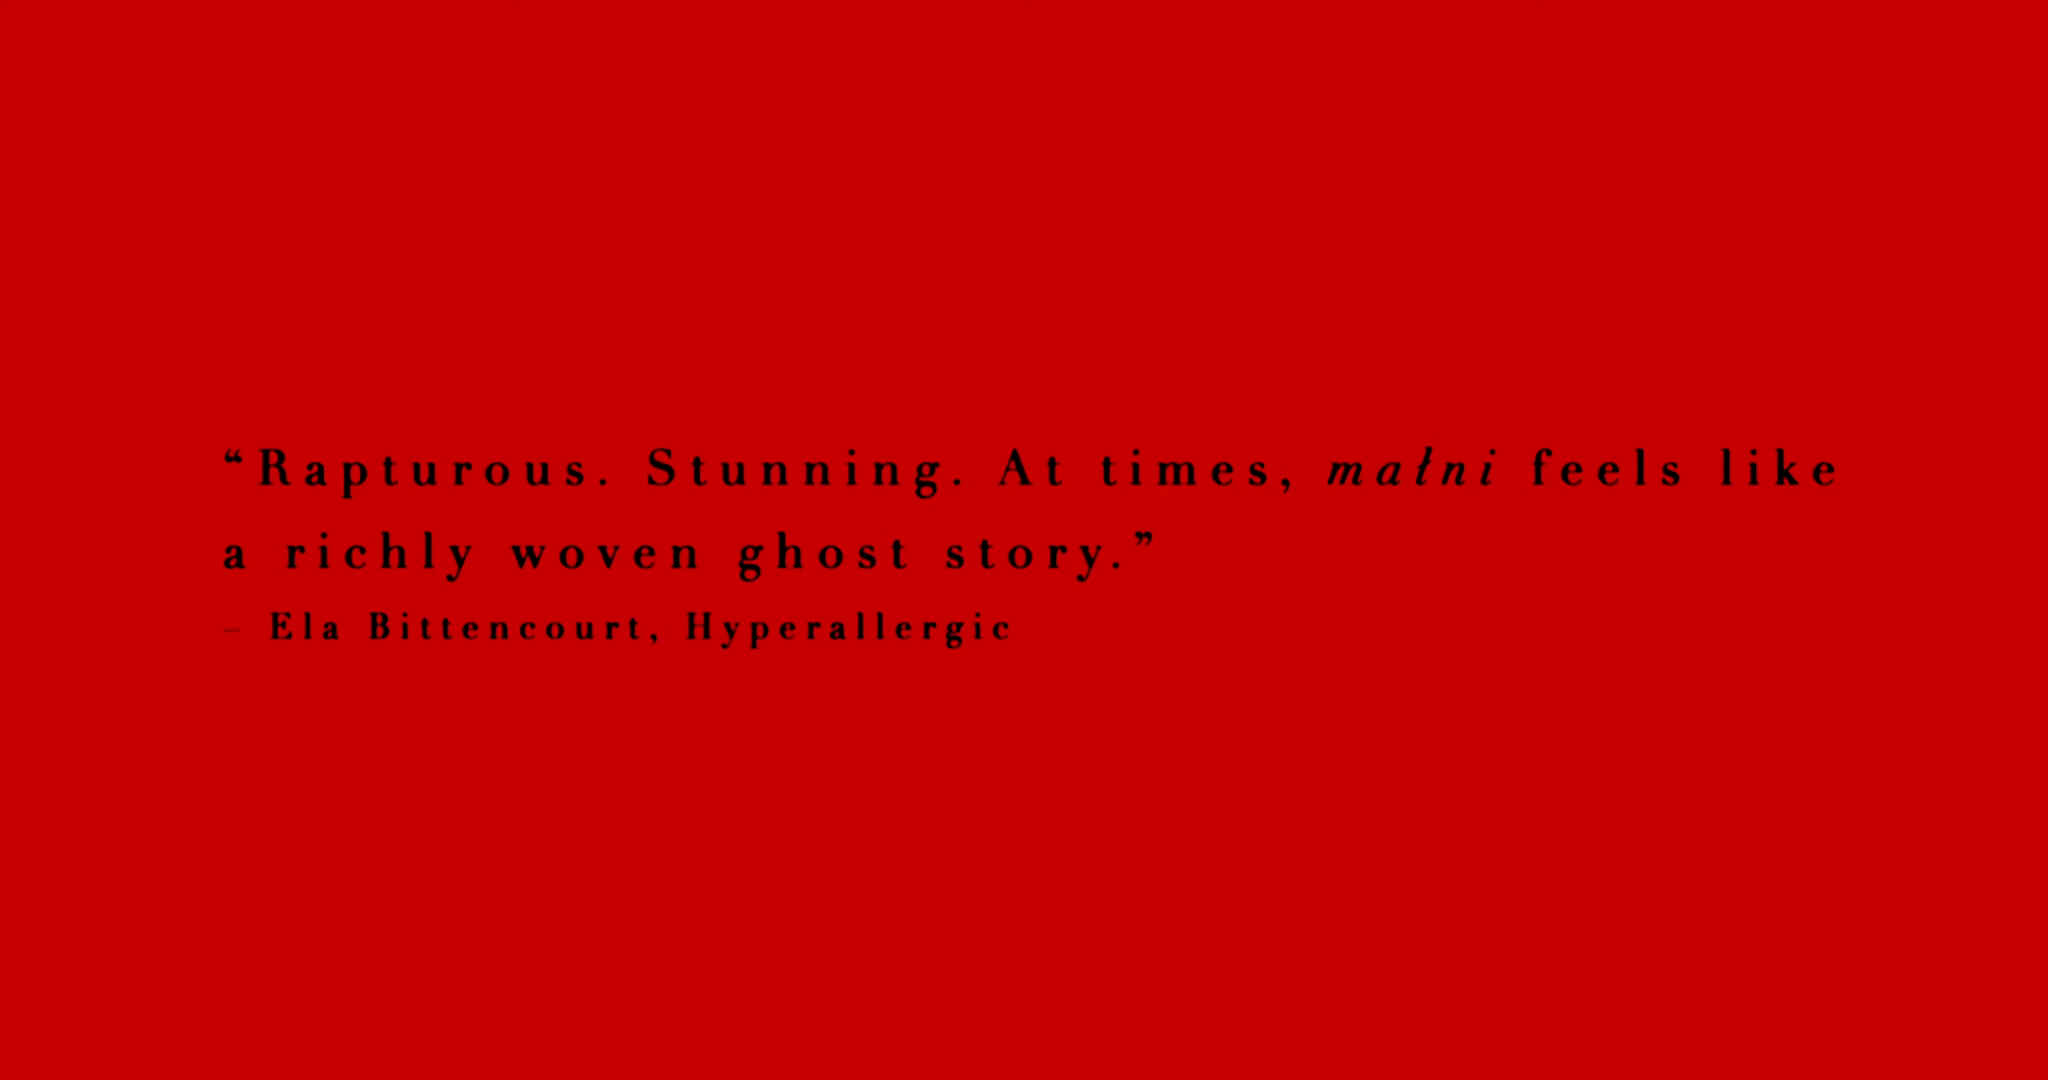 “Rapturous. Stunning. At times, małni feels like
a richly woven ghost story.”
– Ela Bittencourt, Hyperallergic